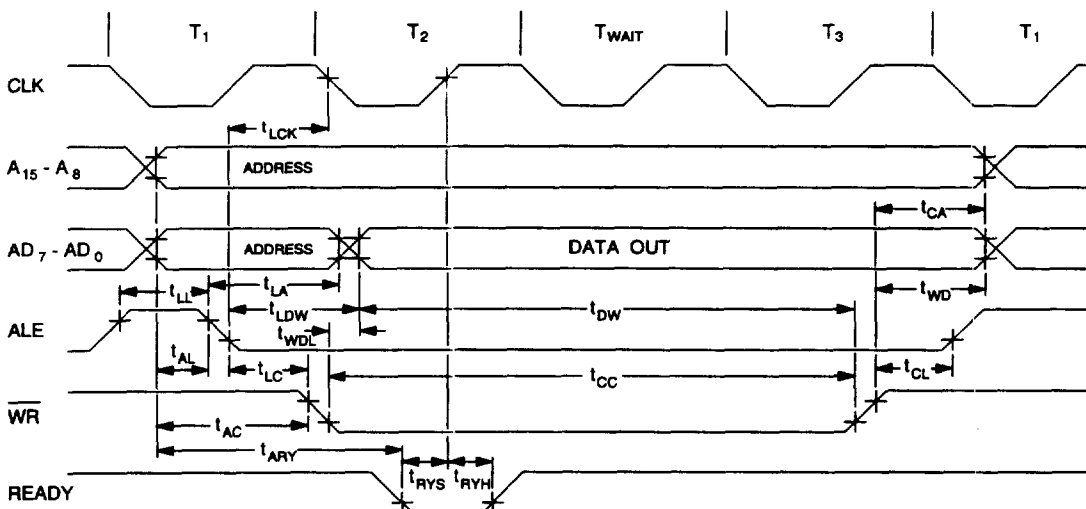 T1 T2 TWAIT T3 T1
CLK
tLCK
A15 - A8 ADDRESS
tCA
AD7 - AD0 ADDRESS DATA OUT
tLL tLA tWD
tLDW tDW
ALE
tWDL
tAL tLC tCC tCL
WR
tAC
tARY
tRYS tRYH
READY